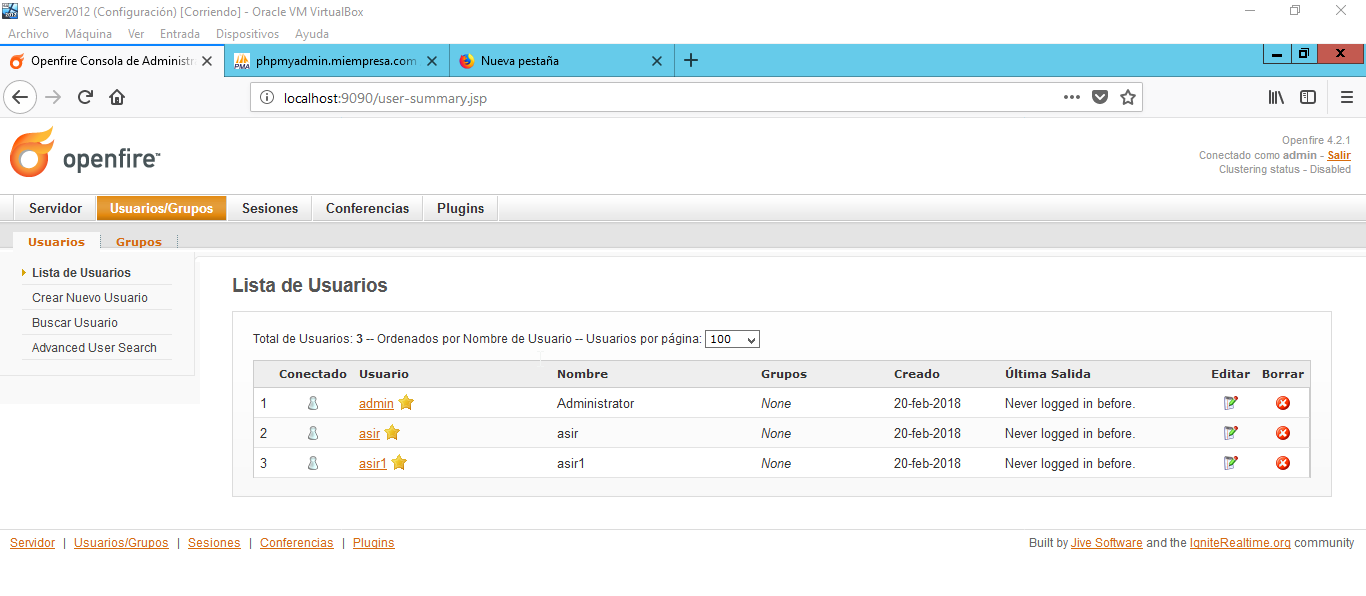 WServer2012 (Configuración) [Corriendo] - Oracle VM VirtualBox
Archivo Máquina Ver Entrada Dispositivos Ayuda
Openfire Consola de Administr phpmyadmin.miempresa.com Nueva pestaña
localhost:9090/user-summary.jsp
openfire™
Openfire 4.2.1
Conectado como admin - Salir
Clustering status - Disabled
Servidor Usuarios/Grupos Sesiones Conferencias Plugins
Usuarios Grupos
Lista de Usuarios
Crear Nuevo Usuario
Buscar Usuario
Advanced User Search
Lista de Usuarios
Total de Usuarios: 3 -- Ordenados por Nombre de Usuario -- Usuarios por página: 100
Conectado Usuario Nombre Grupos Creado Última Salida Editar Borrar
1 admin Administrator None 20-feb-2018 Never logged in before.
2 asir asir None 20-feb-2018 Never logged in before.
3 asir1 asir1 None 20-feb-2018 Never logged in before.
Servidor | Usuarios/Grupos | Sesiones | Conferencias | Plugins
Built by Jive Software and the IgniteRealtime.org community